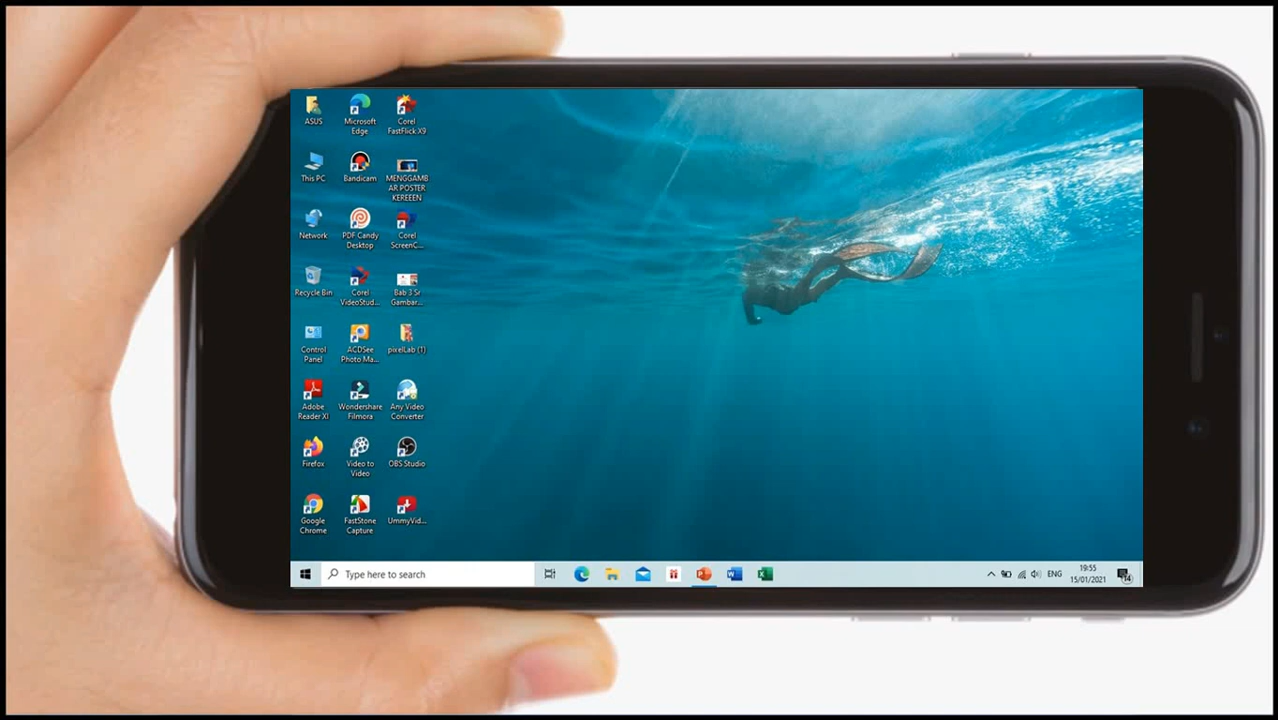 ASUS
Microsoft
Edge
Corel
FastFlick X9
This PC
Bandicam
MENGGAMB
AR POSTER
KEREEEN
Network
PDF Candy
Desktop
Corel
ScreenC...
Recycle Bin
Corel
VideoStud...
Bab 3 Sr
Gambar...
Control
Panel
ACDSee
Photo Ma...
pixelLab (1)
Adobe
Reader XI
Wondershare
Filmora
Any Video
Converter
Firefox
Video to
Video
OBS Studio
Google
Chrome
FastStone
Capture
UmmyVid...
Type here to search
ENG
19:55
15/01/2021
14